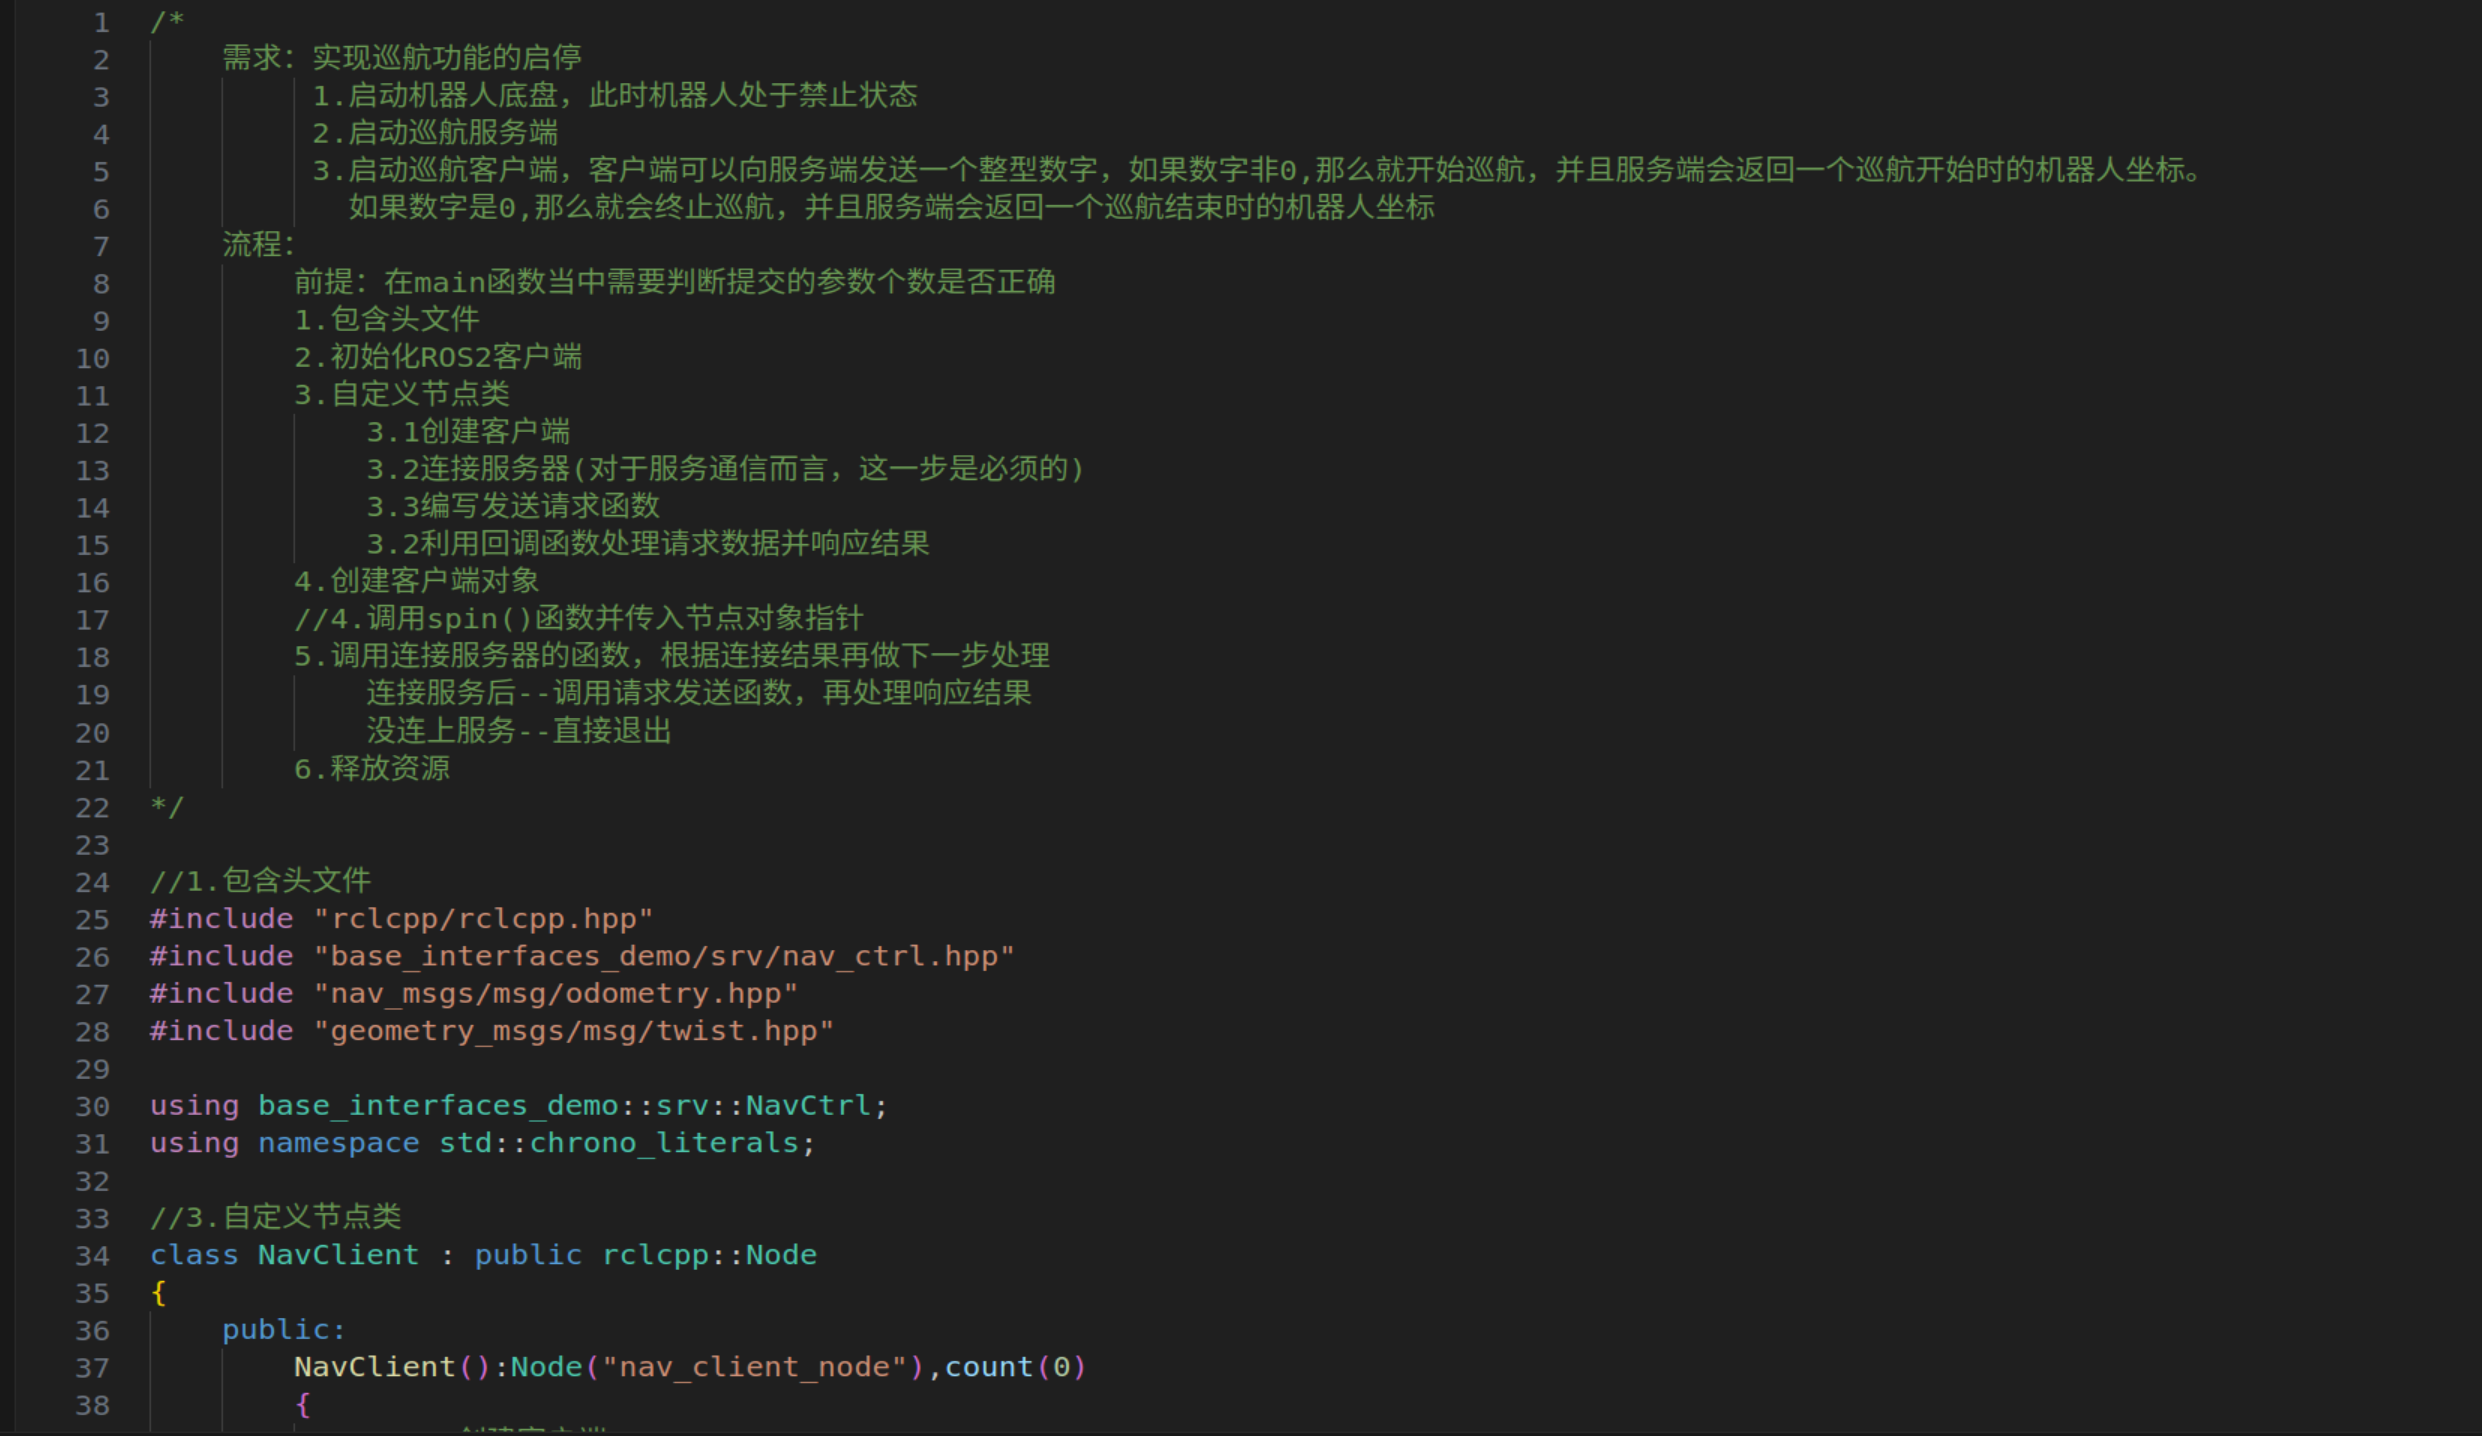 1 /*
2 需求：实现巡航功能的启停
3 1.启动机器人底盘，此时机器人处于禁止状态
4 2.启动巡航服务端
5 3.启动巡航客户端，客户端可以向服务端发送一个整型数字，如果数字非0,那么就开始巡航，并且服务端会返回一个巡航开始时的机器人坐标。
6 如果数字是0,那么就会终止巡航，并且服务端会返回一个巡航结束时的机器人坐标
7 流程：
8 前提：在main函数当中需要判断提交的参数个数是否正确
9 1.包含头文件
10 2.初始化ROS2客户端
11 3.自定义节点类
12 3.1创建客户端
13 3.2连接服务器(对于服务通信而言，这一步是必须的)
14 3.3编写发送请求函数
15 3.2利用回调函数处理请求数据并响应结果
16 4.创建客户端对象
17 //4.调用spin()函数并传入节点对象指针
18 5.调用连接服务器的函数，根据连接结果再做下一步处理
19 连接服务后--调用请求发送函数，再处理响应结果
20 没连上服务--直接退出
21 6.释放资源
22 */
23
24 //1.包含头文件
25 #include "rclcpp/rclcpp.hpp"
26 #include "base_interfaces_demo/srv/nav_ctrl.hpp"
27 #include "nav_msgs/msg/odometry.hpp"
28 #include "geometry_msgs/msg/twist.hpp"
29
30 using base_interfaces_demo::srv::NavCtrl;
31 using namespace std::chrono_literals;
32
33 //3.自定义节点类
34 class NavClient : public rclcpp::Node
35 {
36 public:
37 NavClient():Node("nav_client_node"),count(0)
38 {